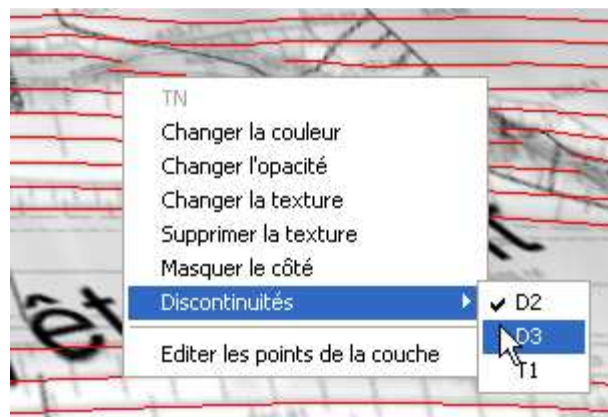 TN
Changer la couleur
Changer l'opacité
Changer la texture
Supprimer la texture
Masquer le côté
Discontinuités
D2
D3
T1
Editer les points de la couche